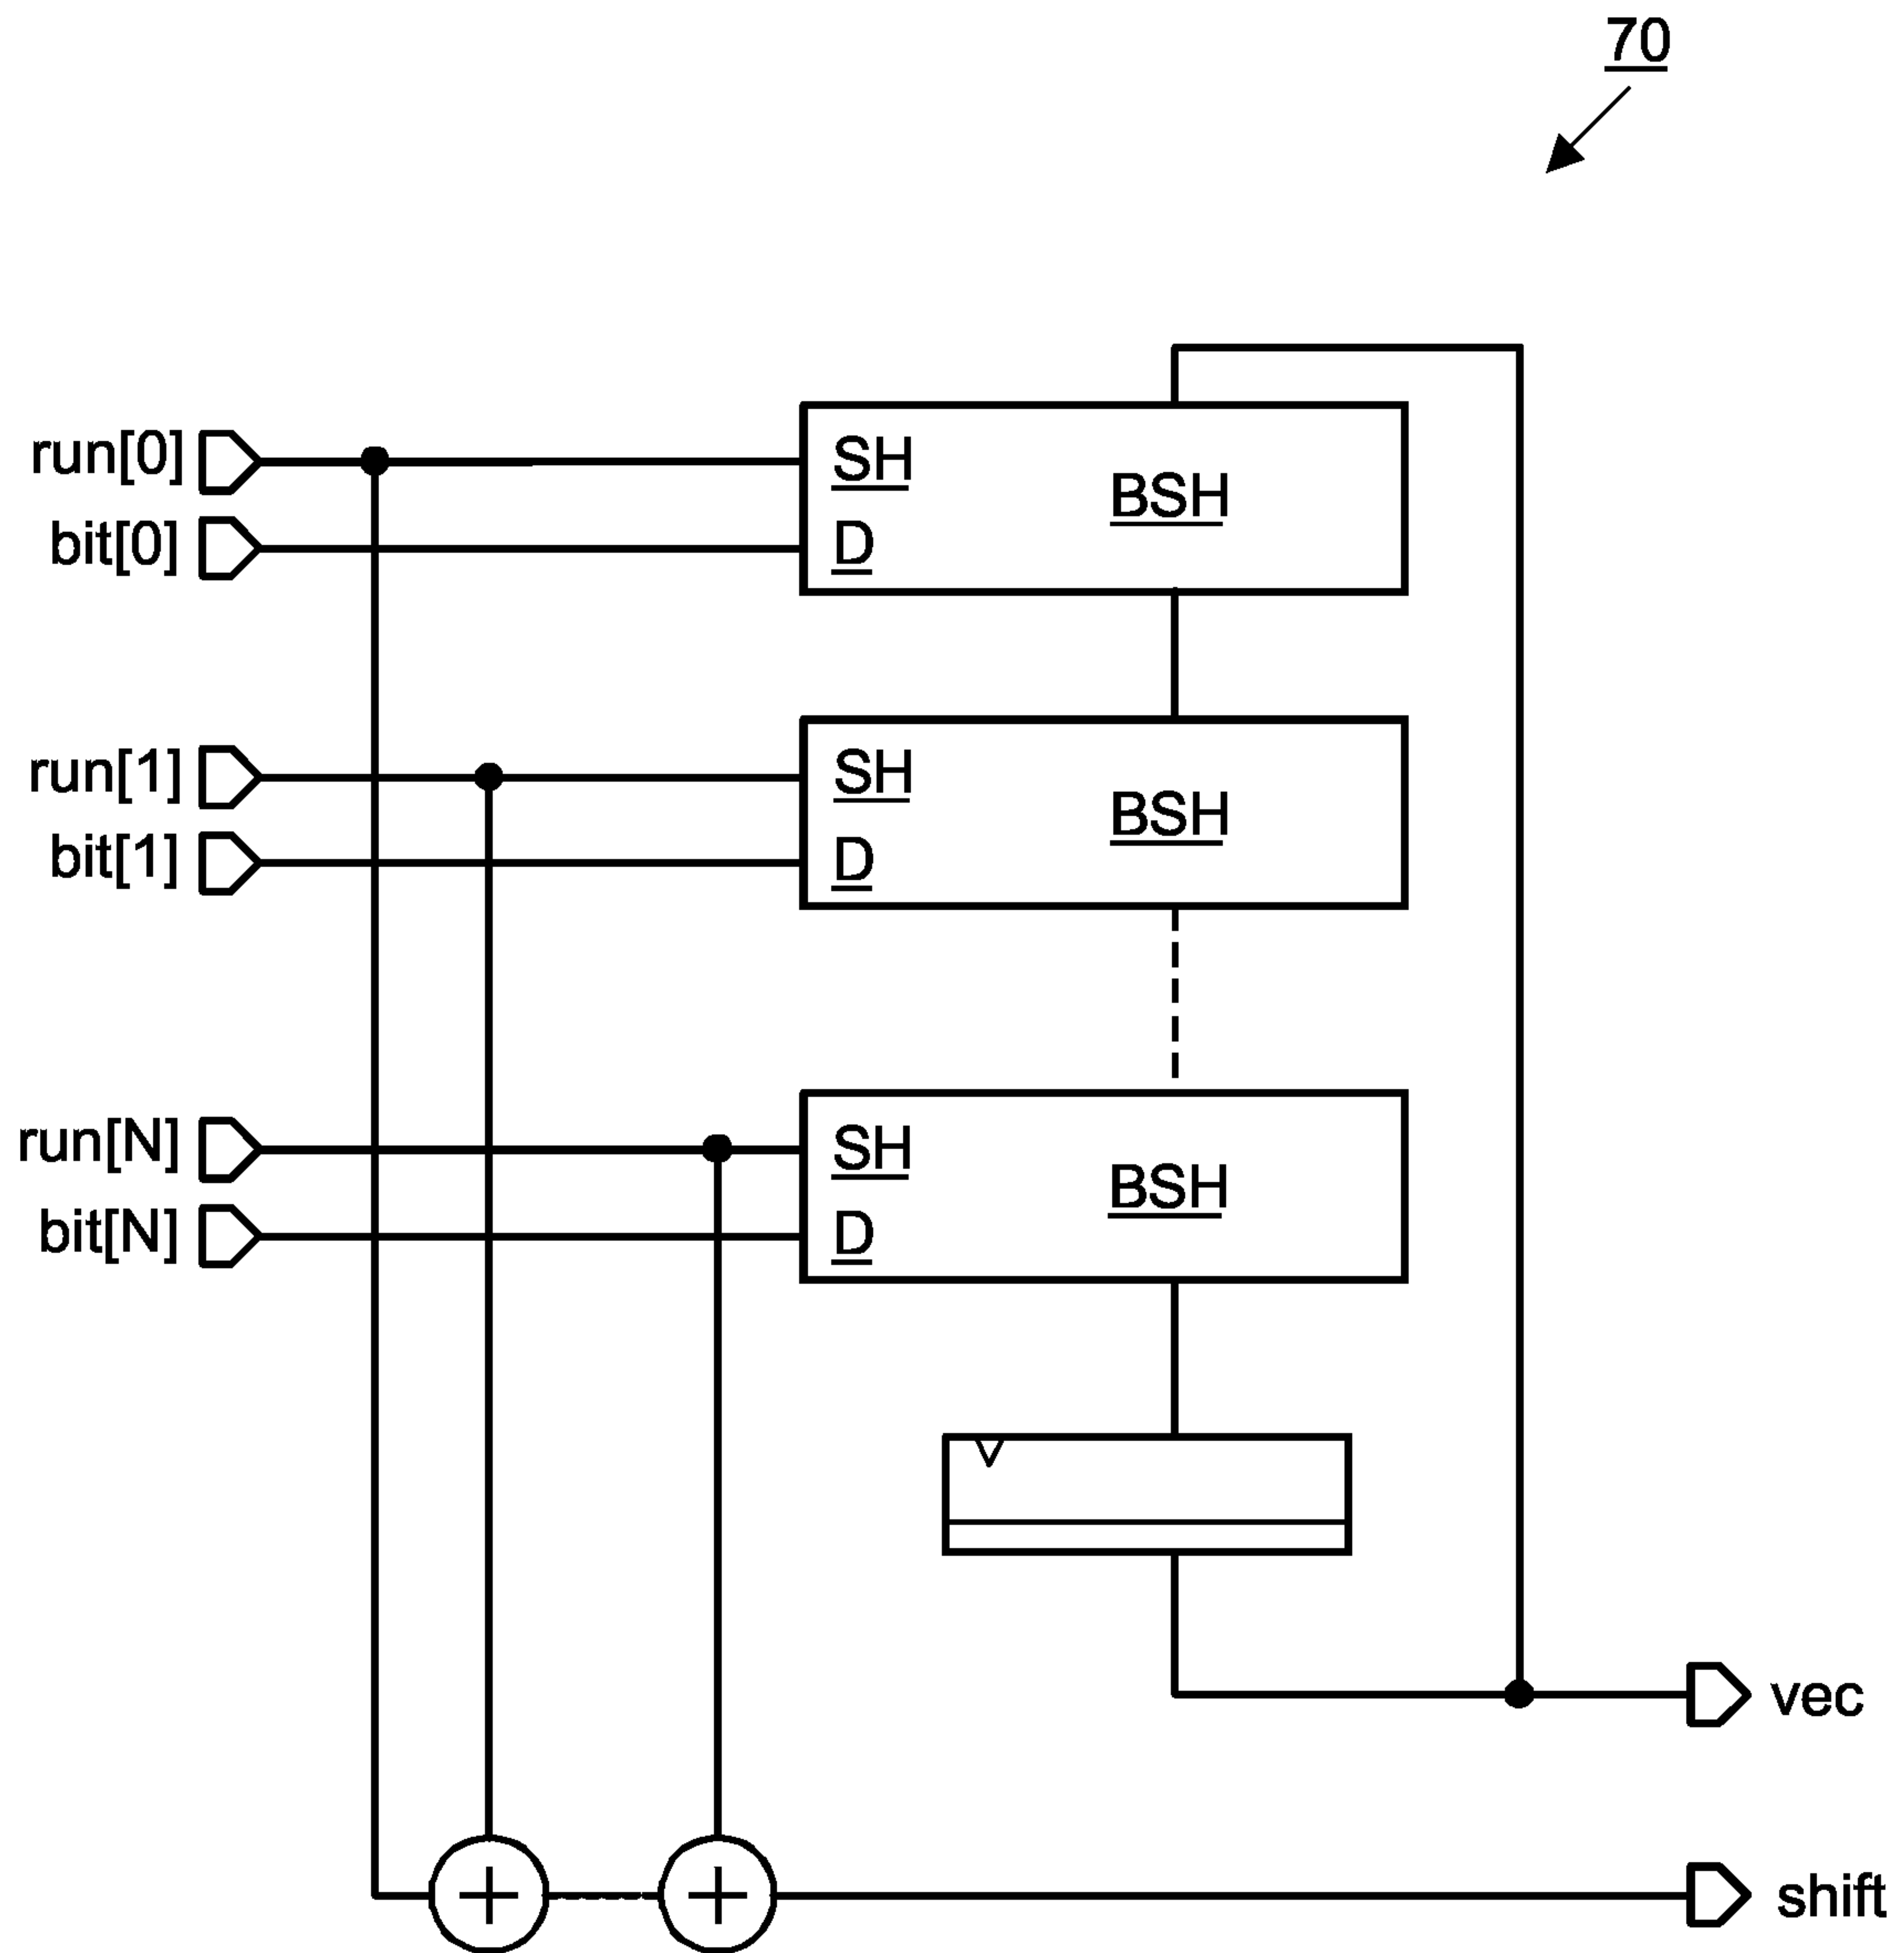 70
run[0]
SH
BSH
bit[0]
D
run[1]
SH
BSH
bit[1]
D
run[N]
SH
BSH
bit[N]
D
vec
shift